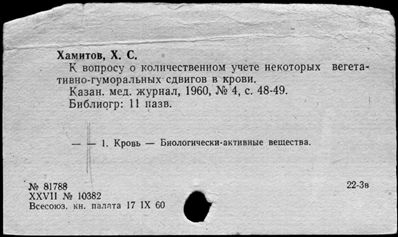 Хамитов, Х. С.
К вопросу о количественном учете некоторых вегета-
тивно-гуморальных сдвигов в крови.
Казан. мед. журнал, 1960, № 4, с. 48-49.
Библиогр: 11 назв.
— — 1. Кровь — Биологически-активные вещества.
№ 81788
22-3в
XXVII № 10382
Всесоюз. кн. палата 17 IX 60